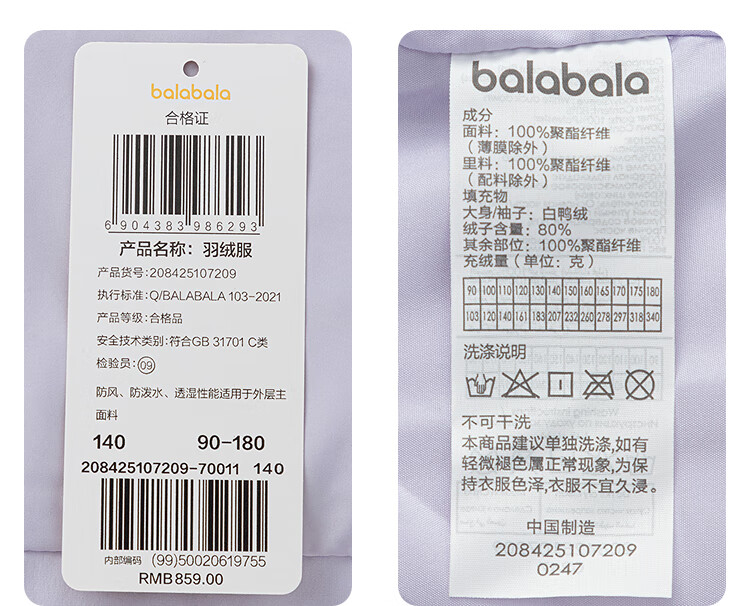 balabala
合格证
6904383986293
产品名称：羽绒服
产品货号：208425107209
执行标准：Q/BALABALA 103-2021
产品等级：合格品
安全技术类别：符合GB 31701 C类
检验员：09
防风、防泼水、透湿性能适用于外层主
面料
140 90-180
208425107209-70011 140
内部编码 (99)50020619755
RMB859.00
balabala
成分
面料：100%聚酯纤维
（薄膜除外）
里料：100%聚酯纤维
（配料除外）
填充物
大身/袖子：白鸭绒
绒子含量：80%
其余部位：100%聚酯纤维
充绒量（单位：克）
90 100 110 120 130 140 150 160 165 170 175 180
103 120 140 161 183 207 232 260 278 297 318 340
洗涤说明
不可干洗
本商品建议单独洗涤,如有
轻微褪色属正常现象,为保
持衣服色泽,衣服不宜久浸。
中国制造
208425107209
0247